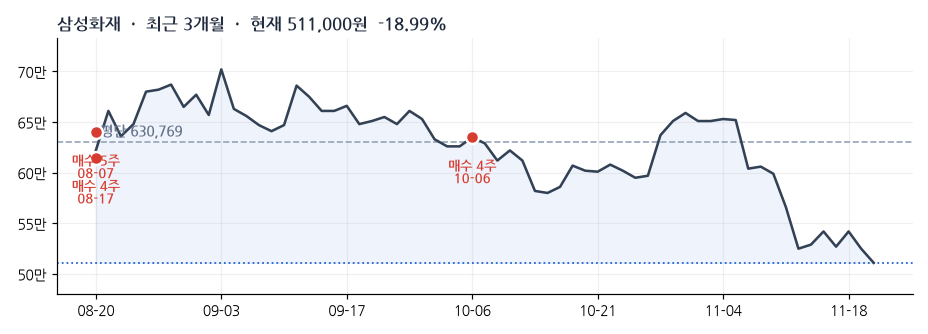 삼성화재 · 최근 3개월 · 현재 511,000원 -18.99%
70만
65만
60만
55만
50만
평단 630,769
매수 5주
08-07
매수 4주
08-17
매수 4주
10-06
08-20
09-03
09-17
10-06
10-21
11-04
11-18